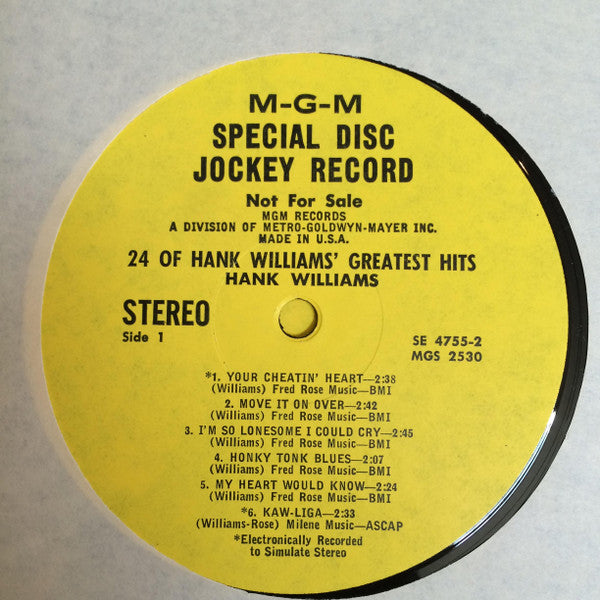 M-G-M
SPECIAL DISC
JOCKEY RECORD
Not For Sale
MGM RECORDS
A DIVISION OF METRO-GOLDWYN-MAYER INC.
MADE IN U.S.A.
24 OF HANK WILLIAMS' GREATEST HITS
HANK WILLIAMS
STEREO
Side 1
SE 4755-2
MGS 2530
*1. YOUR CHEATIN' HEART—2:38
(Williams) Fred Rose Music—BMI
2. MOVE IT ON OVER—2:42
(Williams) Fred Rose Music—BMI
3. I'M SO LONESOME I COULD CRY—2:45
(Williams) Fred Rose Music—BMI
4. HONKY TONK BLUES—2:07
(Williams) Fred Rose Music—BMI
5. MY HEART WOULD KNOW—2:24
(Williams) Fred Rose Music—BMI
*6. KAW-LIGA—2:33
(Williams-Rose) Milene Music—ASCAP
*Electronically Recorded
to Simulate Stereo